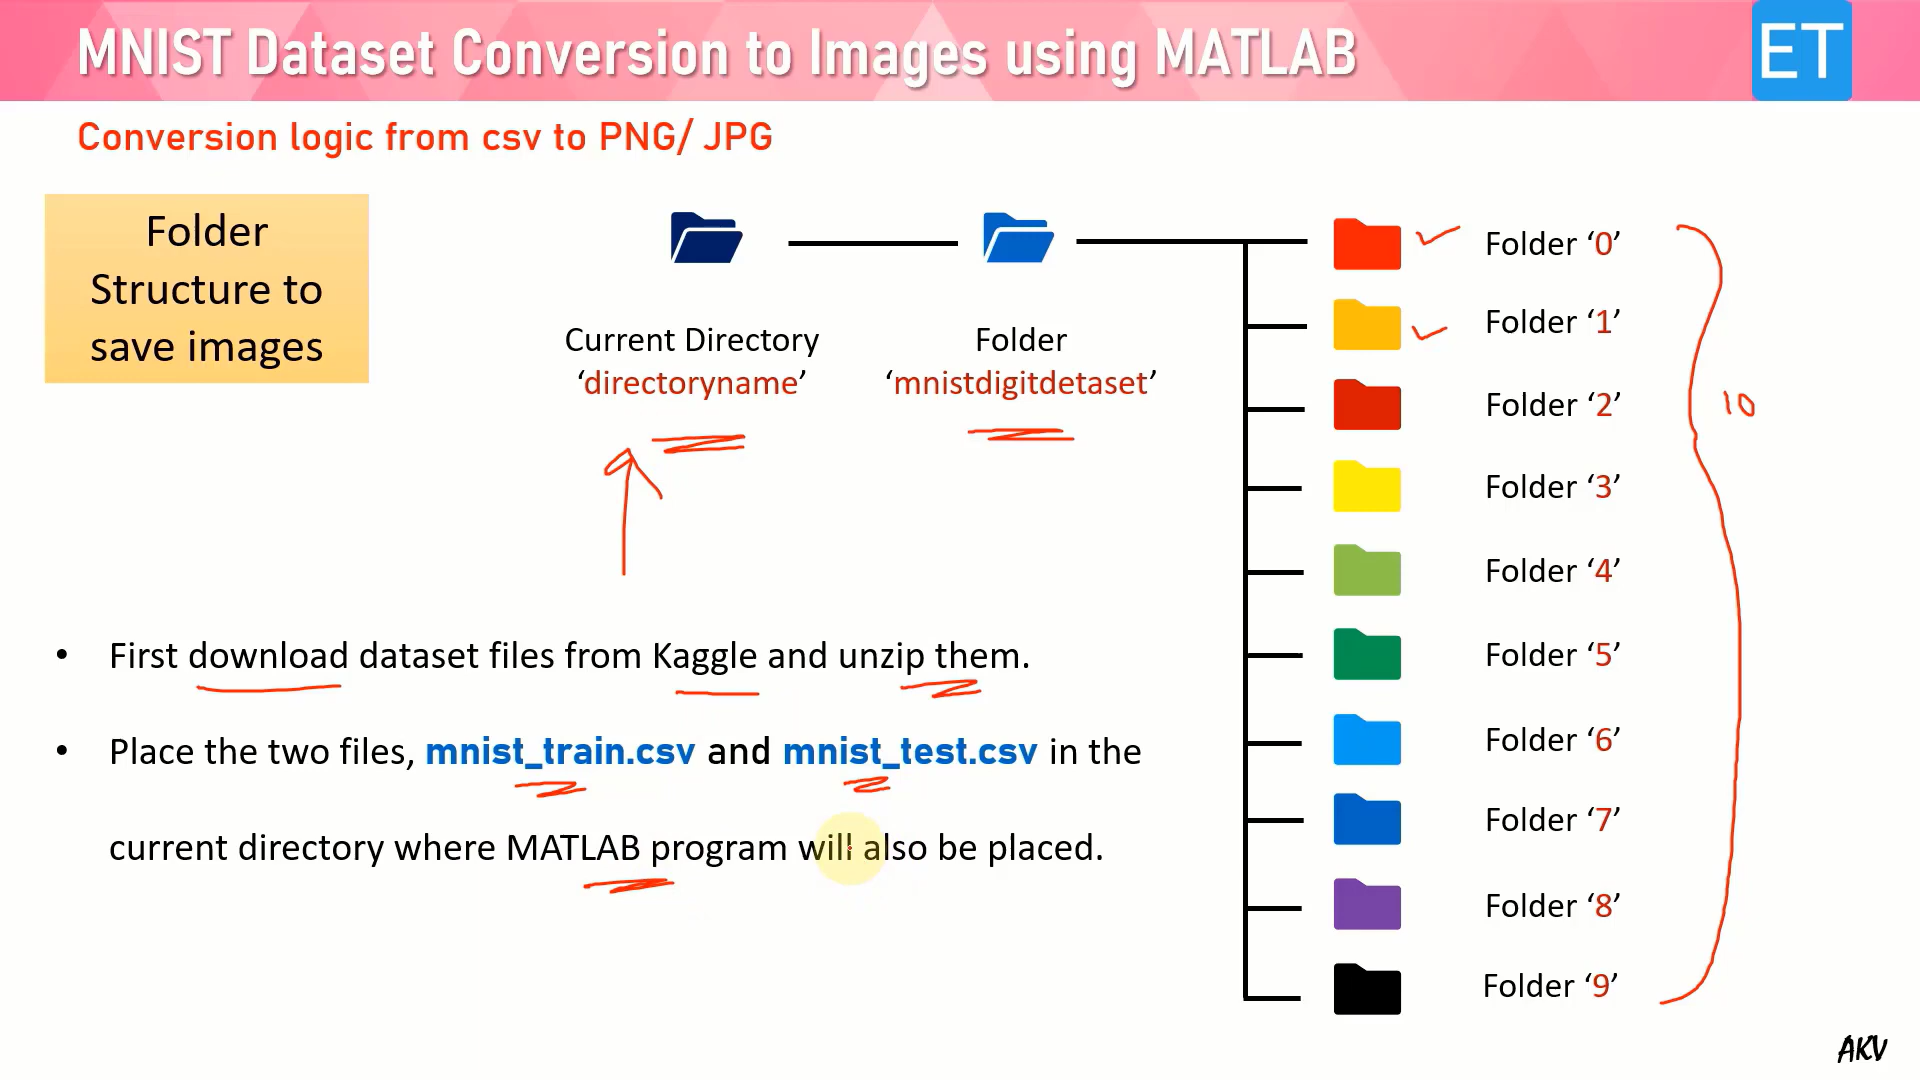 MNIST Dataset Conversion to Images using MATLAB
ET
Conversion logic from csv to PNG/ JPG
Folder
Structure to
save images
Current Directory
‘directoryname’
Folder
‘mnistdigitdetaset’
Folder ‘0’
Folder ‘1’
Folder ‘2’
Folder ‘3’
Folder ‘4’
Folder ‘5’
Folder ‘6’
Folder ‘7’
Folder ‘8’
Folder ‘9’
10
• First download dataset files from Kaggle and unzip them.
• Place the two files, mnist_train.csv and mnist_test.csv in the
current directory where MATLAB program will also be placed.
AKV